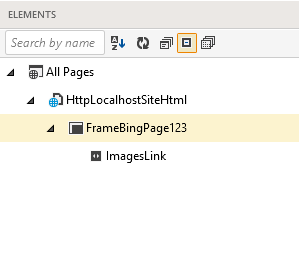 ELEMENTS
Search by name
All Pages
HttpLocalhostSiteHtml
FrameBingPage123
ImagesLink